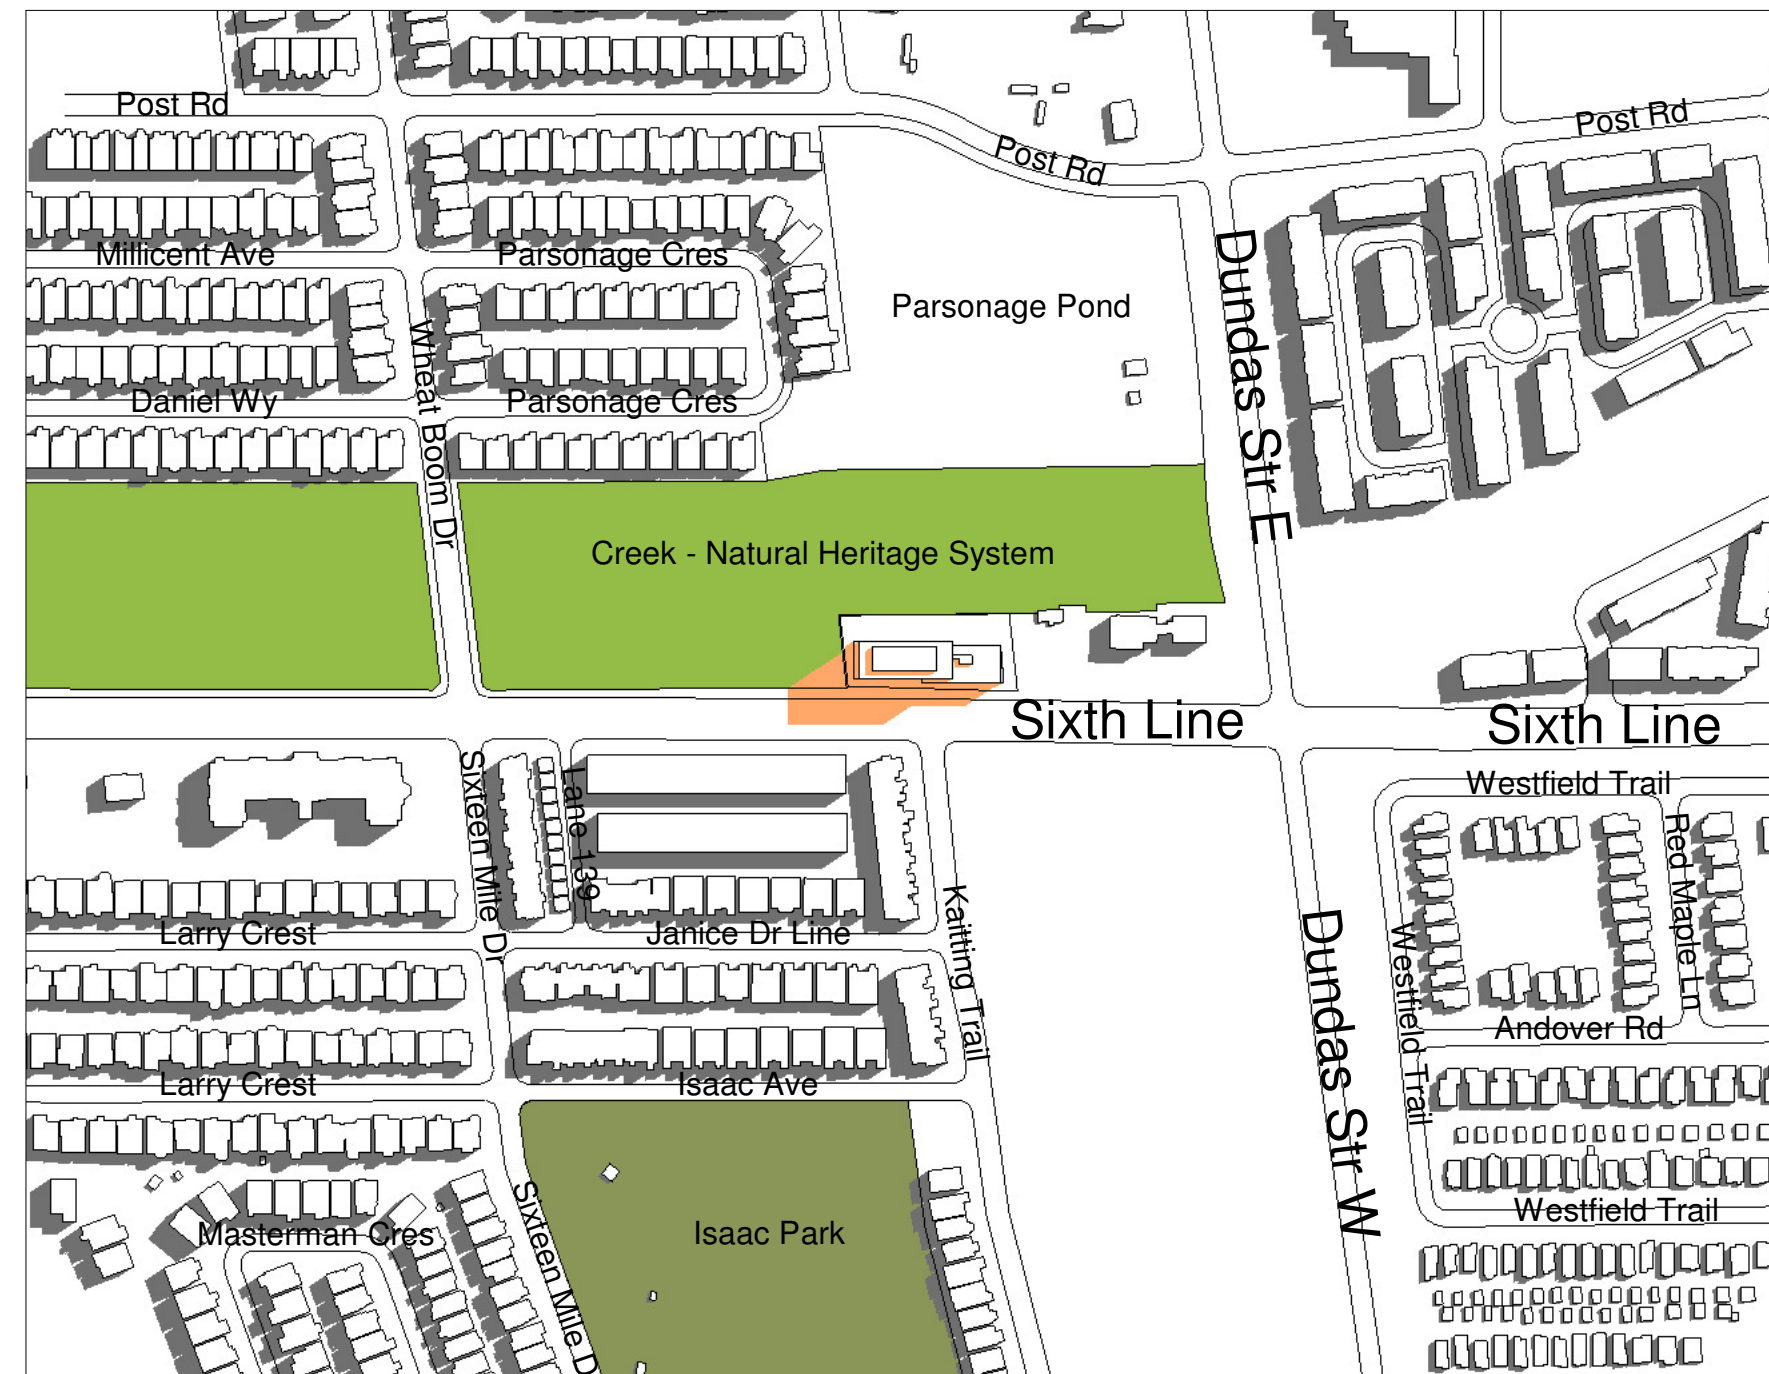 Post Rd
Post Rd
Post Rd
Millicent Ave
Parsonage Cres
Parsonage Pond
Dundas Str E
Wheat Boom Dr
Daniel Wy
Parsonage Cres
Creek - Natural Heritage System
Sixth Line
Sixth Line
Sixteen Mile Dr
Lane 139
Westfield Trail
Red Maple Ln
Larry Crest
Janice Dr Line
Kaitting Trail
Dundas Str W
Westfield Trail
Andover Rd
Larry Crest
Isaac Ave
Masterman Cres
Sixteen Mile D
Isaac Park
Westfield Trail